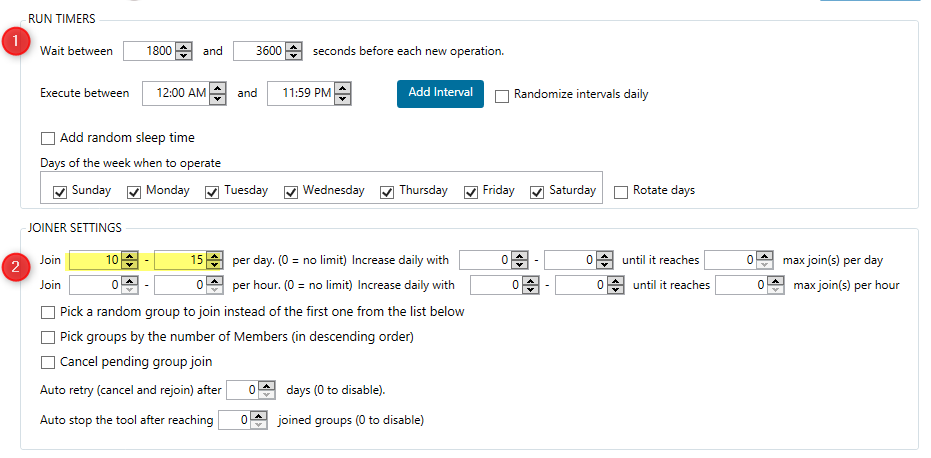 RUN TIMERS
1
Wait between 1800 and 3600 seconds before each new operation.
Execute between 12:00 AM and 11:59 PM Add Interval Randomize intervals daily
Add random sleep time
Days of the week when to operate
Sunday Monday Tuesday Wednesday Thursday Friday Saturday Rotate days
JOINER SETTINGS
2
Join 10 - 15 per day. (0 = no limit) Increase daily with 0 - 0 until it reaches 0 max join(s) per day
Join 0 - 0 per hour. (0 = no limit) Increase daily with 0 - 0 until it reaches 0 max join(s) per hour
Pick a random group to join instead of the first one from the list below
Pick groups by the number of Members (in descending order)
Cancel pending group join
Auto retry (cancel and rejoin) after 0 days (0 to disable).
Auto stop the tool after reaching 0 joined groups (0 to disable)